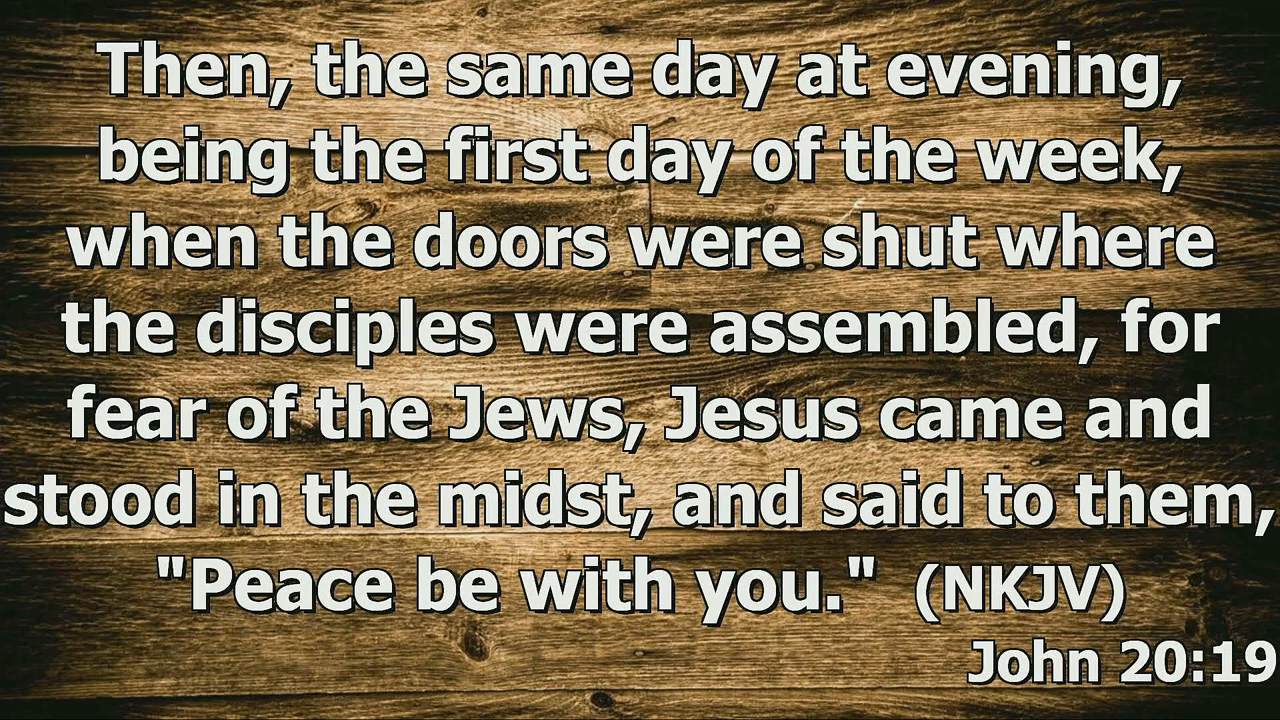 Then, the same day at evening,
being the first day of the week,
when the doors were shut where
the disciples were assembled, for
fear of the Jews, Jesus came and
stood in the midst, and said to them,
"Peace be with you." (NKJV)
John 20:19